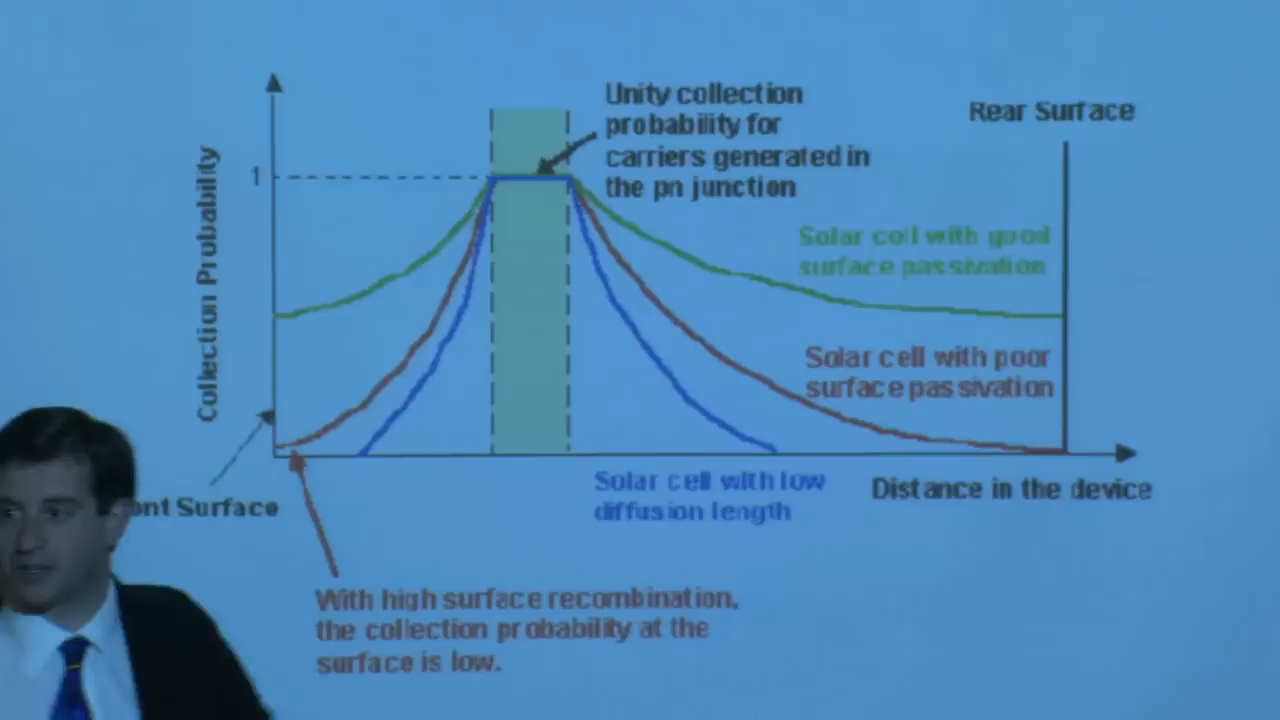 Unity collection
probability for
carriers generated in
the pn junction
Rear Surface
1
Collection Probability
Solar cell with good
surface passivation
Solar cell with poor
surface passivation
Solar cell with low
diffusion length
Distance in the device
ont Surface
With high surface recombination,
the collection probability at the
surface is low.